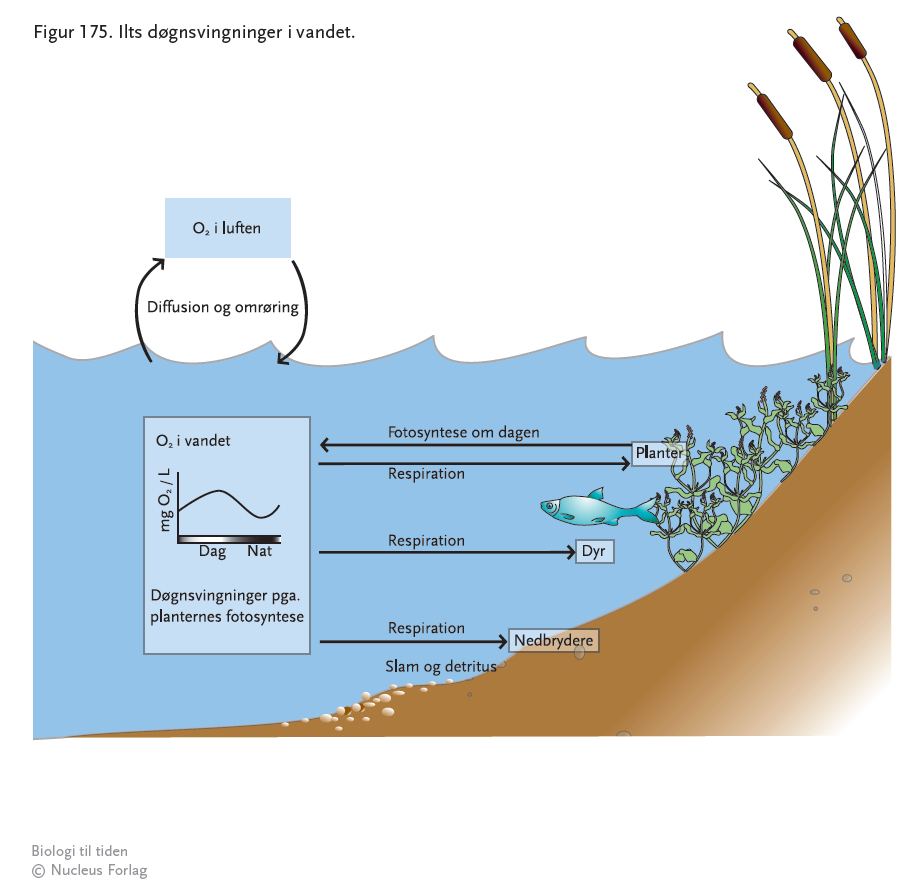 Figur 175. Ilts døgnsvingninger i vandet.
O₂ i luften
Diffusion og omrøring
O₂ i vandet
mg O₂ / L
Dag Nat
Døgnsvingninger pga.
planternes fotosyntese
Fotosyntese om dagen
Planter
Respiration
Respiration
Dyr
Respiration
Nedbrydere
Slam og detritus
Biologi til tiden
© Nucleus Forlag